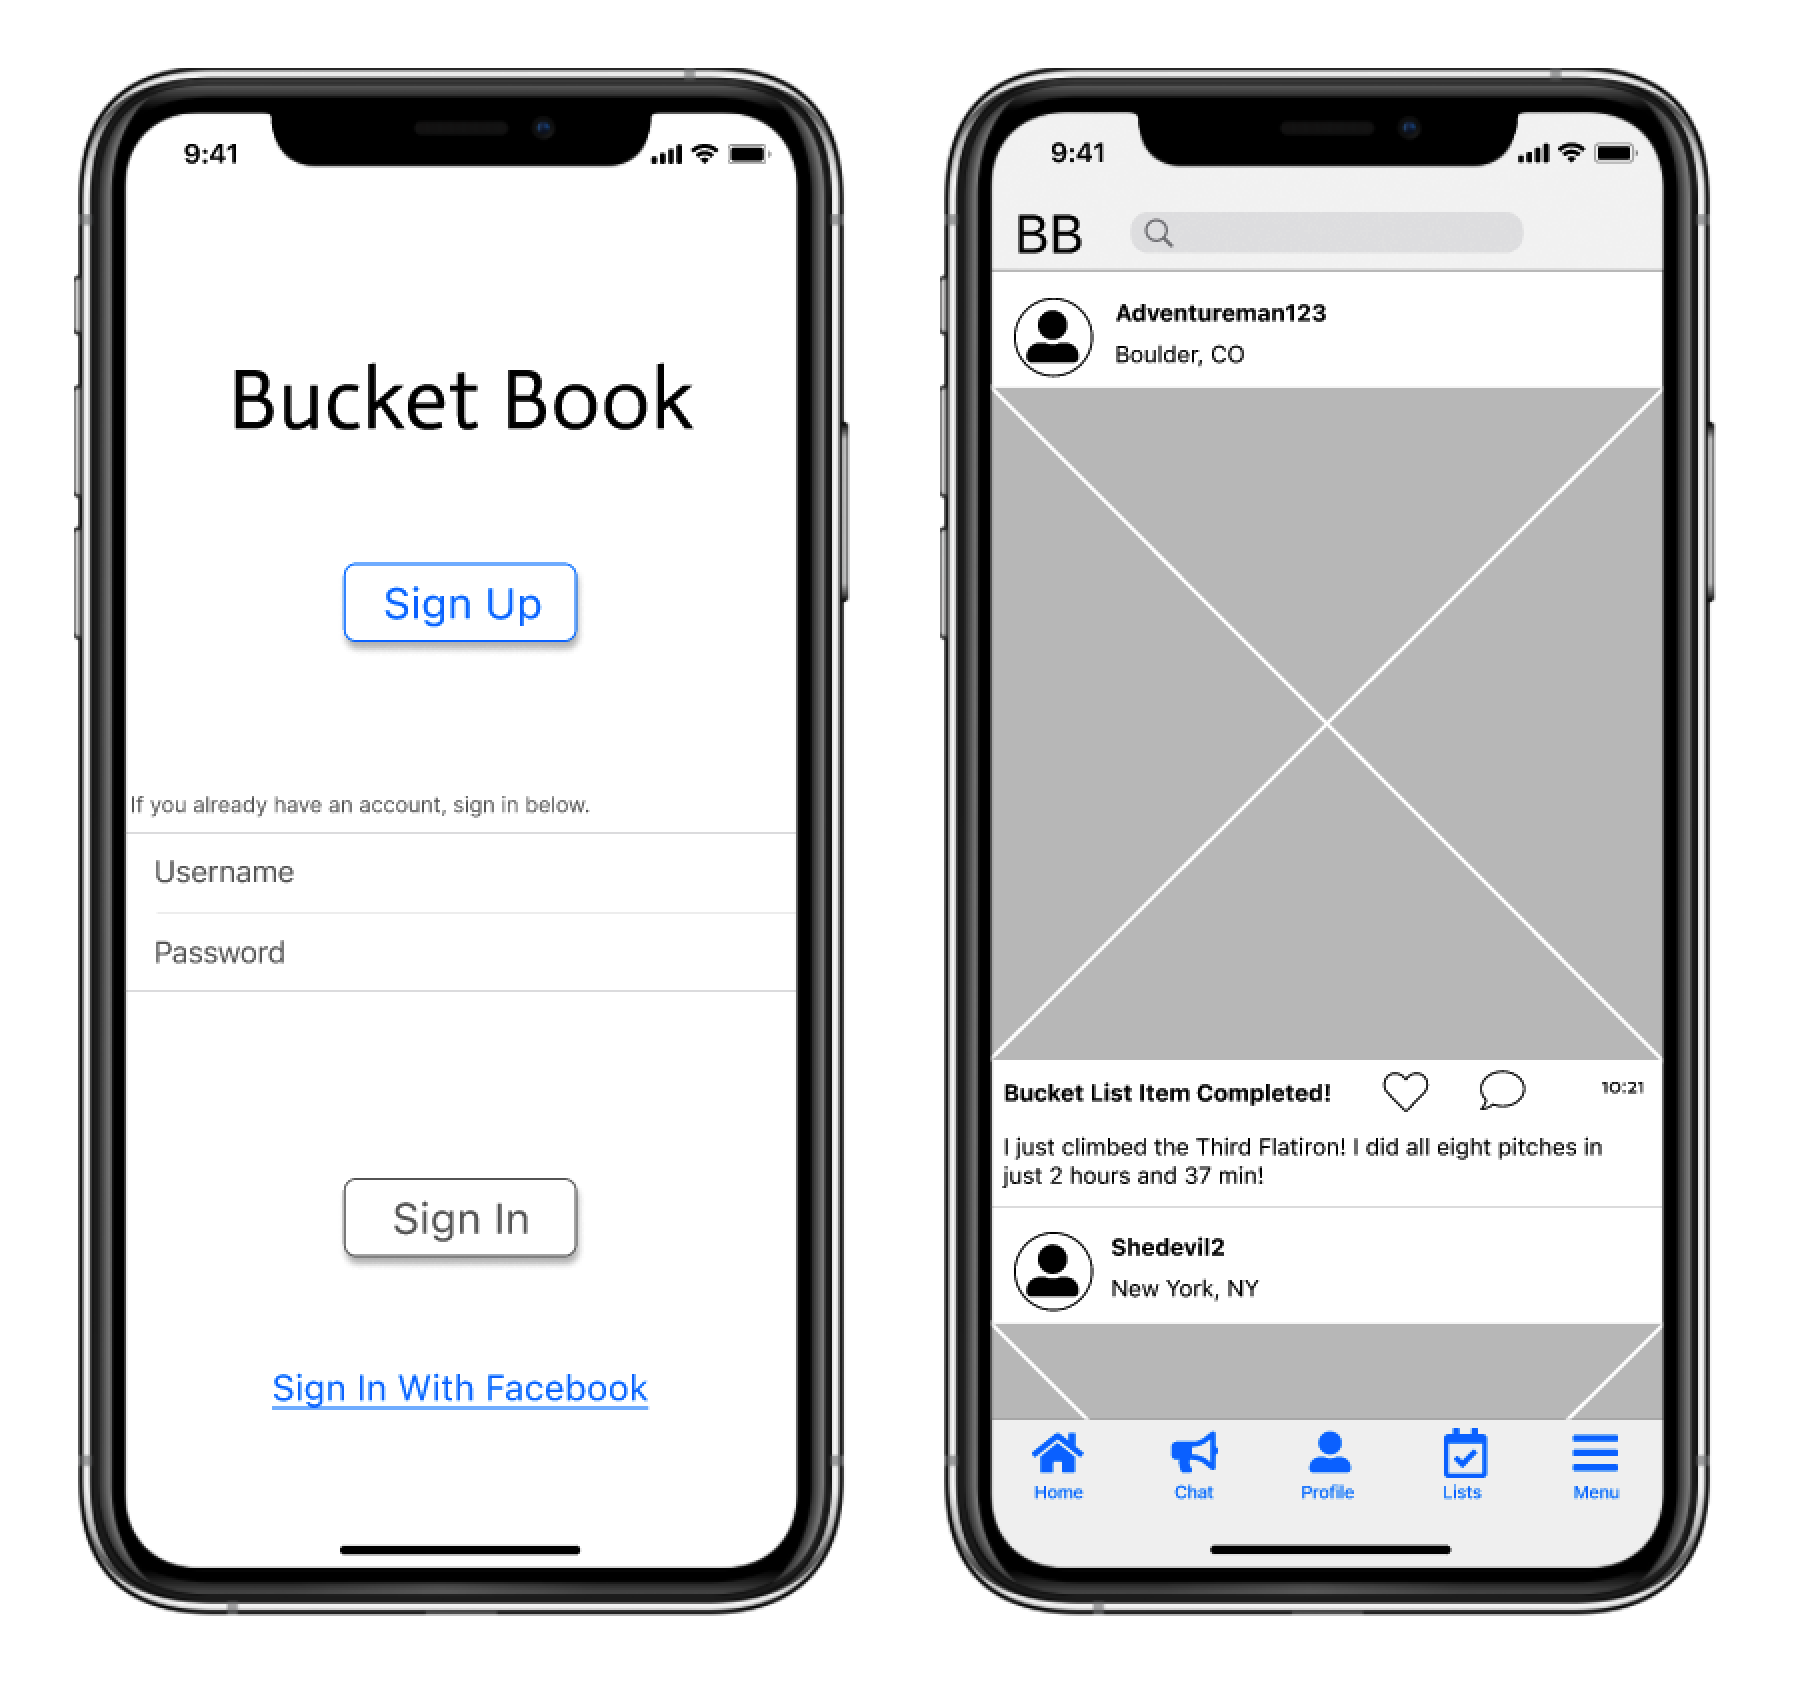 9:41
Bucket Book
Sign Up
If you already have an account, sign in below.
Username
Password
Sign In
Sign In With Facebook
9:41
BB
Adventureman123
Boulder, CO
Bucket List Item Completed!
10:21
I just climbed the Third Flatiron! I did all eight pitches in
just 2 hours and 37 min!
Shedevil2
New York, NY
Home
Chat
Profile
Lists
Menu